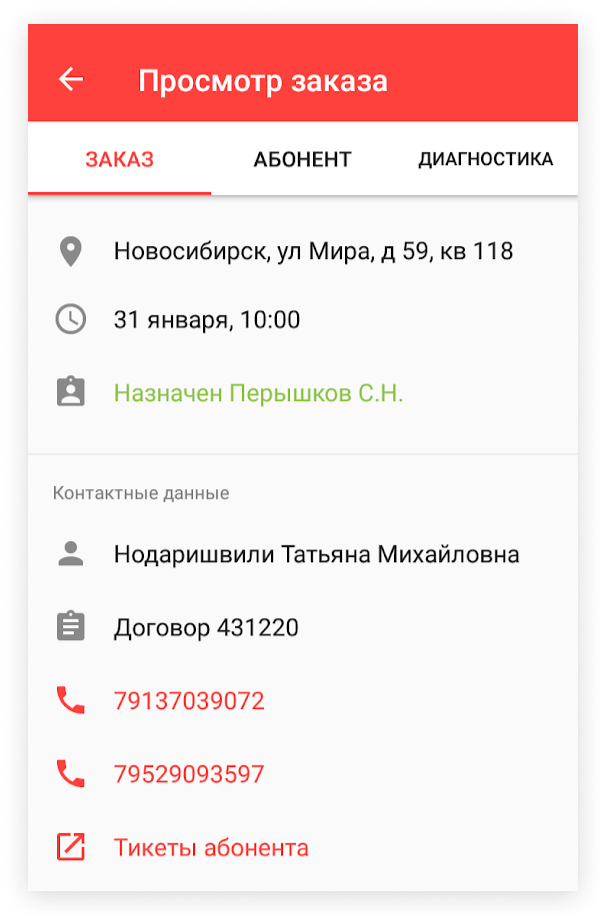 Просмотр заказа
ЗАКАЗ АБОНЕНТ ДИАГНОСТИКА
Новосибирск, ул Мира, д 59, кв 118
31 января, 10:00
Назначен Перышков С.Н.
Контактные данные
Нодаришвили Татьяна Михайловна
Договор 431220
79137039072
79529093597
Тикеты абонента